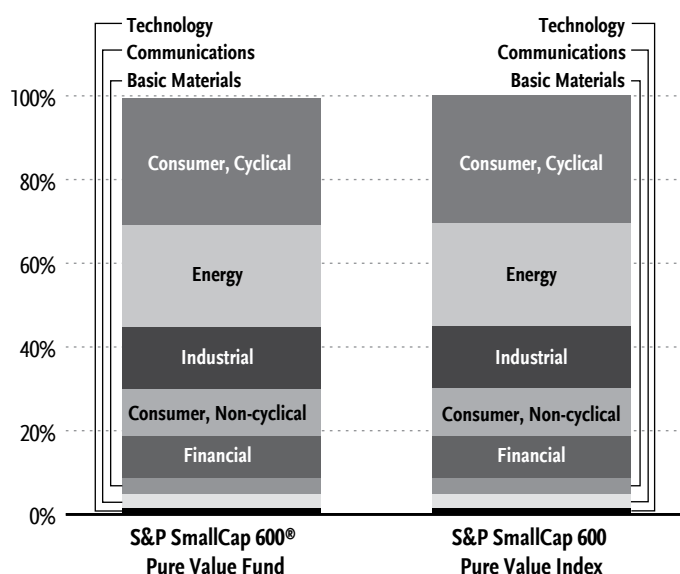 Technology Technology
Communications Communications
Basic Materials Basic Materials
100%
Consumer, Cyclical Consumer, Cyclical
80%
Energy Energy
60%
40%
Industrial Industrial
Consumer, Non-cyclical Consumer, Non-cyclical
20%
Financial Financial
0%
S&P SmallCap 600® S&P SmallCap 600
Pure Value Fund Pure Value Index